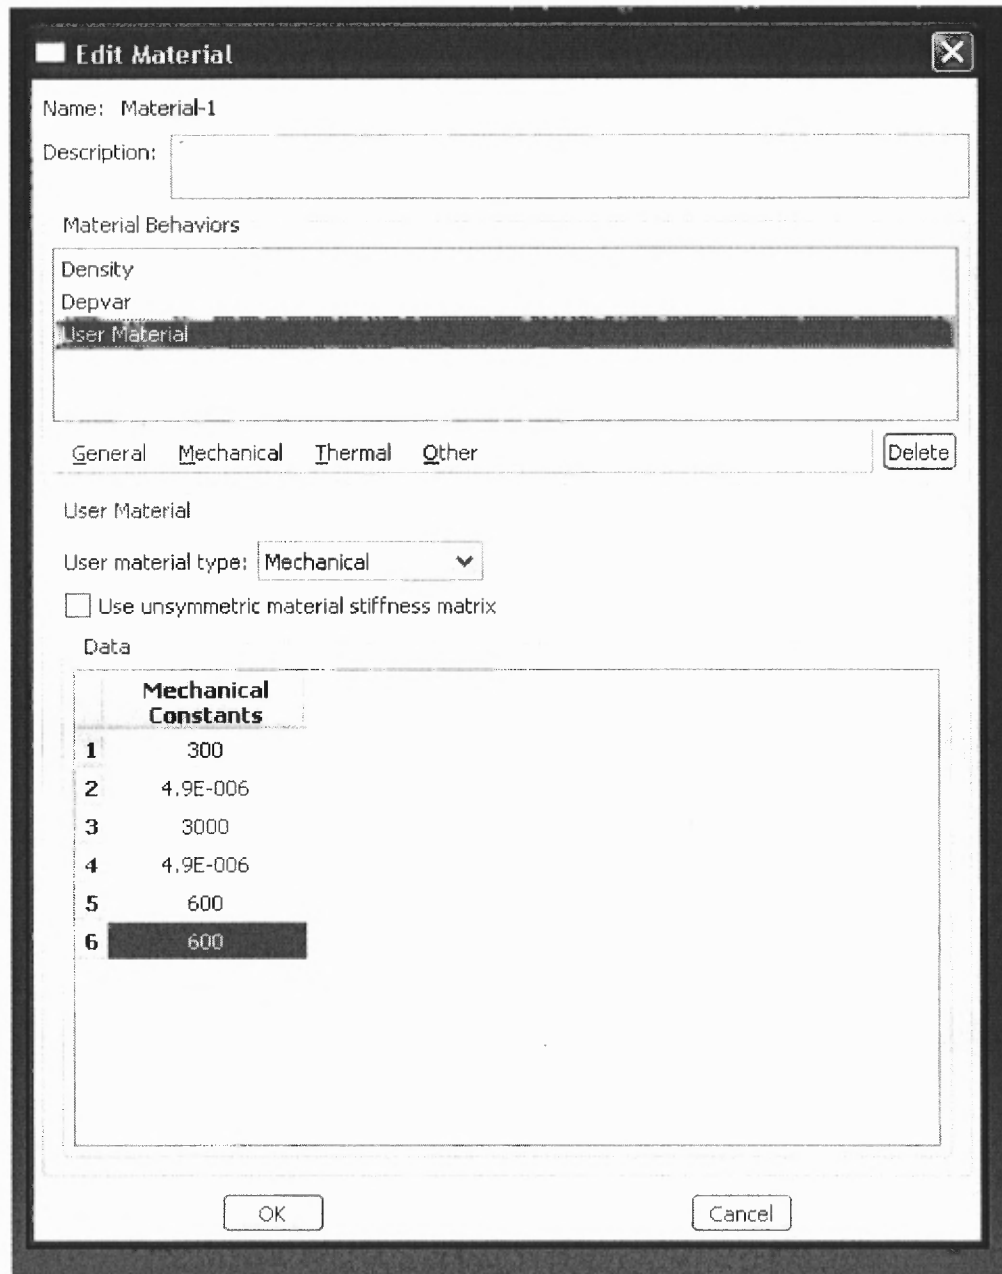 Edit Material
Name: Material-1
Description:
Material Behaviors
Density
Depvar
User Material
General Mechanical Thermal Other Delete
User Material
User material type: Mechanical
Use unsymmetric material stiffness matrix
Data
Mechanical
Constants
1 300
2 4.9E-006
3 3000
4 4.9E-006
5 600
6 600
OK Cancel